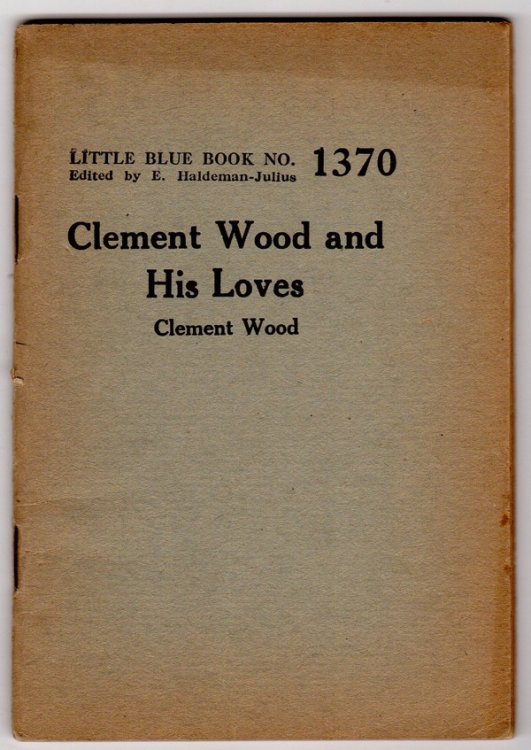 LITTLE BLUE BOOK NO. 1370
Edited by E. Haldeman-Julius
Clement Wood and
His Loves
Clement Wood